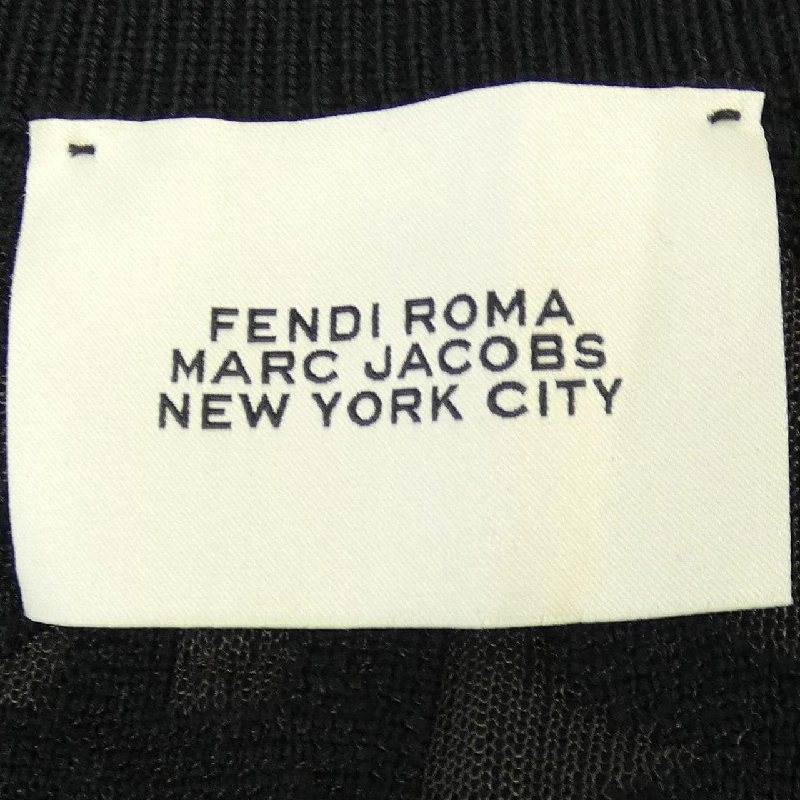 FENDI ROMA
MARC JACOBS
NEW YORK CITY